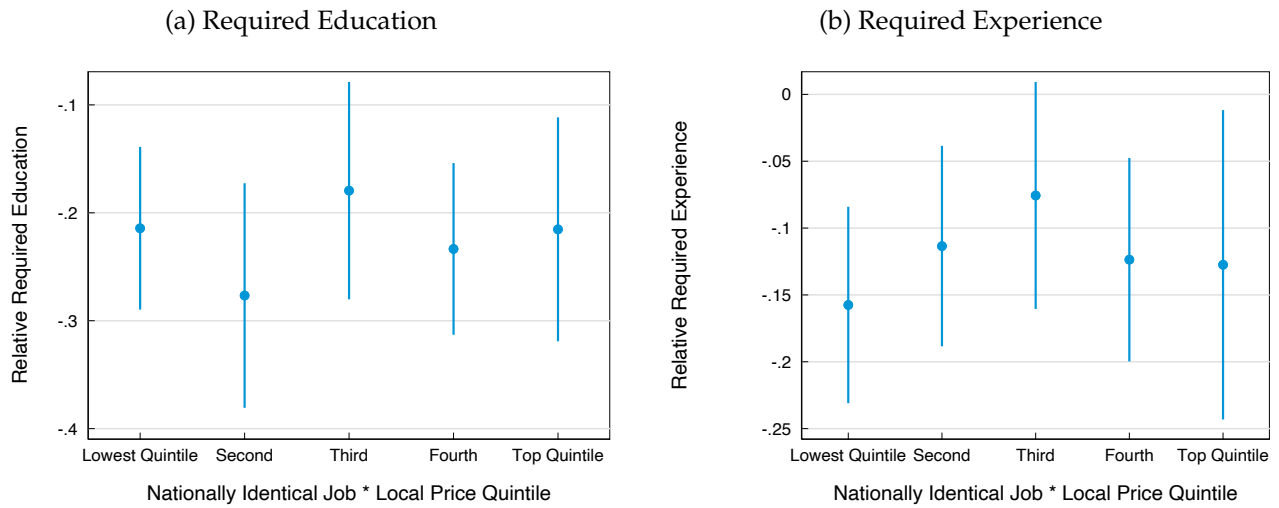 (a) Required Education
Relative Required Education
-.1
-.2
-.3
-.4
Lowest Quintile Second Third Fourth Top Quintile
Nationally Identical Job * Local Price Quintile
(b) Required Experience
Relative Required Experience
0
-.05
-.1
-.15
-.2
-.25
Lowest Quintile Second Third Fourth Top Quintile
Nationally Identical Job * Local Price Quintile